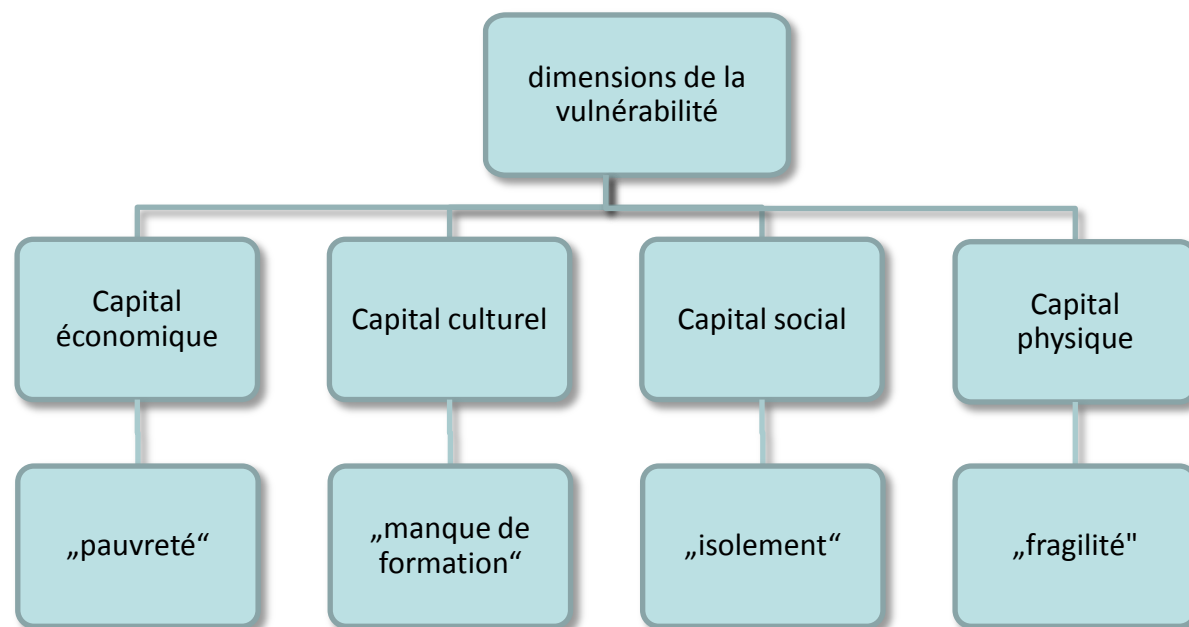 dimensions de la
vulnérabilité
Capital
économique
Capital culturel
Capital social
Capital
physique
„pauvreté“
„manque de
formation“
„isolement“
„fragilité"